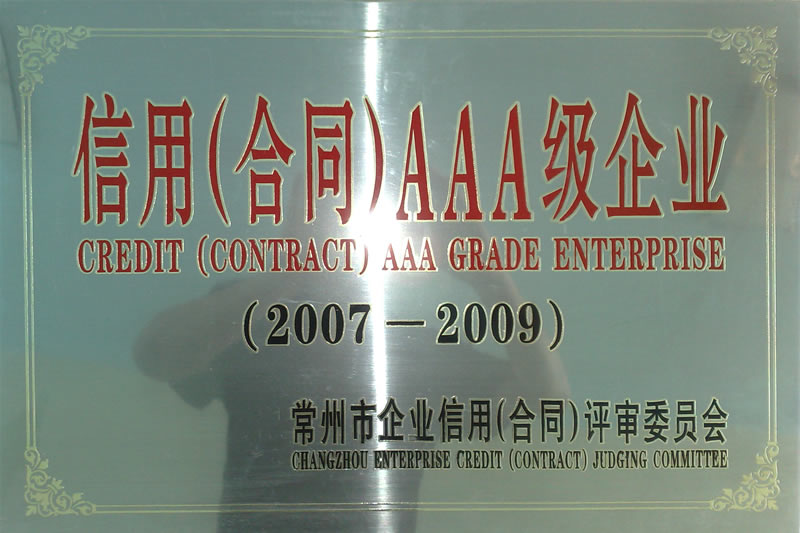 信用(合同)AAA级企业
CREDIT (CONTRACT) AAA GRADE ENTERPRISE
(2007—2009)
常州市企业信用(合同)评审委员会
CHANGZHOU ENTERPRISE CREDIT (CONTRACT) JUDGING COMMITTEE